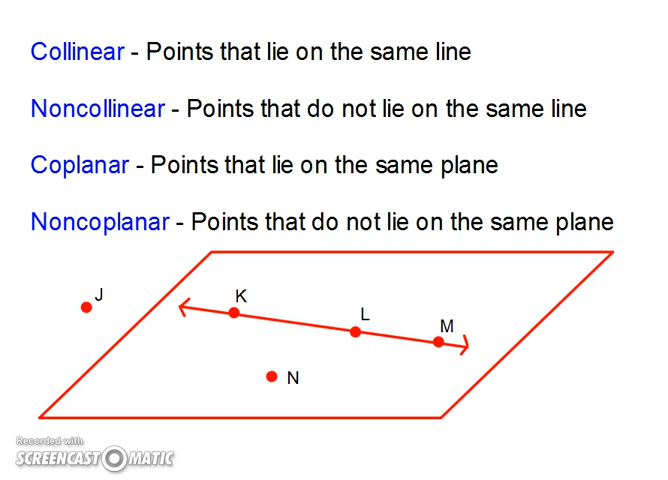 Collinear - Points that lie on the same line
Noncollinear - Points that do not lie on the same line
Coplanar - Points that lie on the same plane
Noncoplanar - Points that do not lie on the same plane
J
K
L
M
N
Recorded with
SCREENCAST-O-MATIC